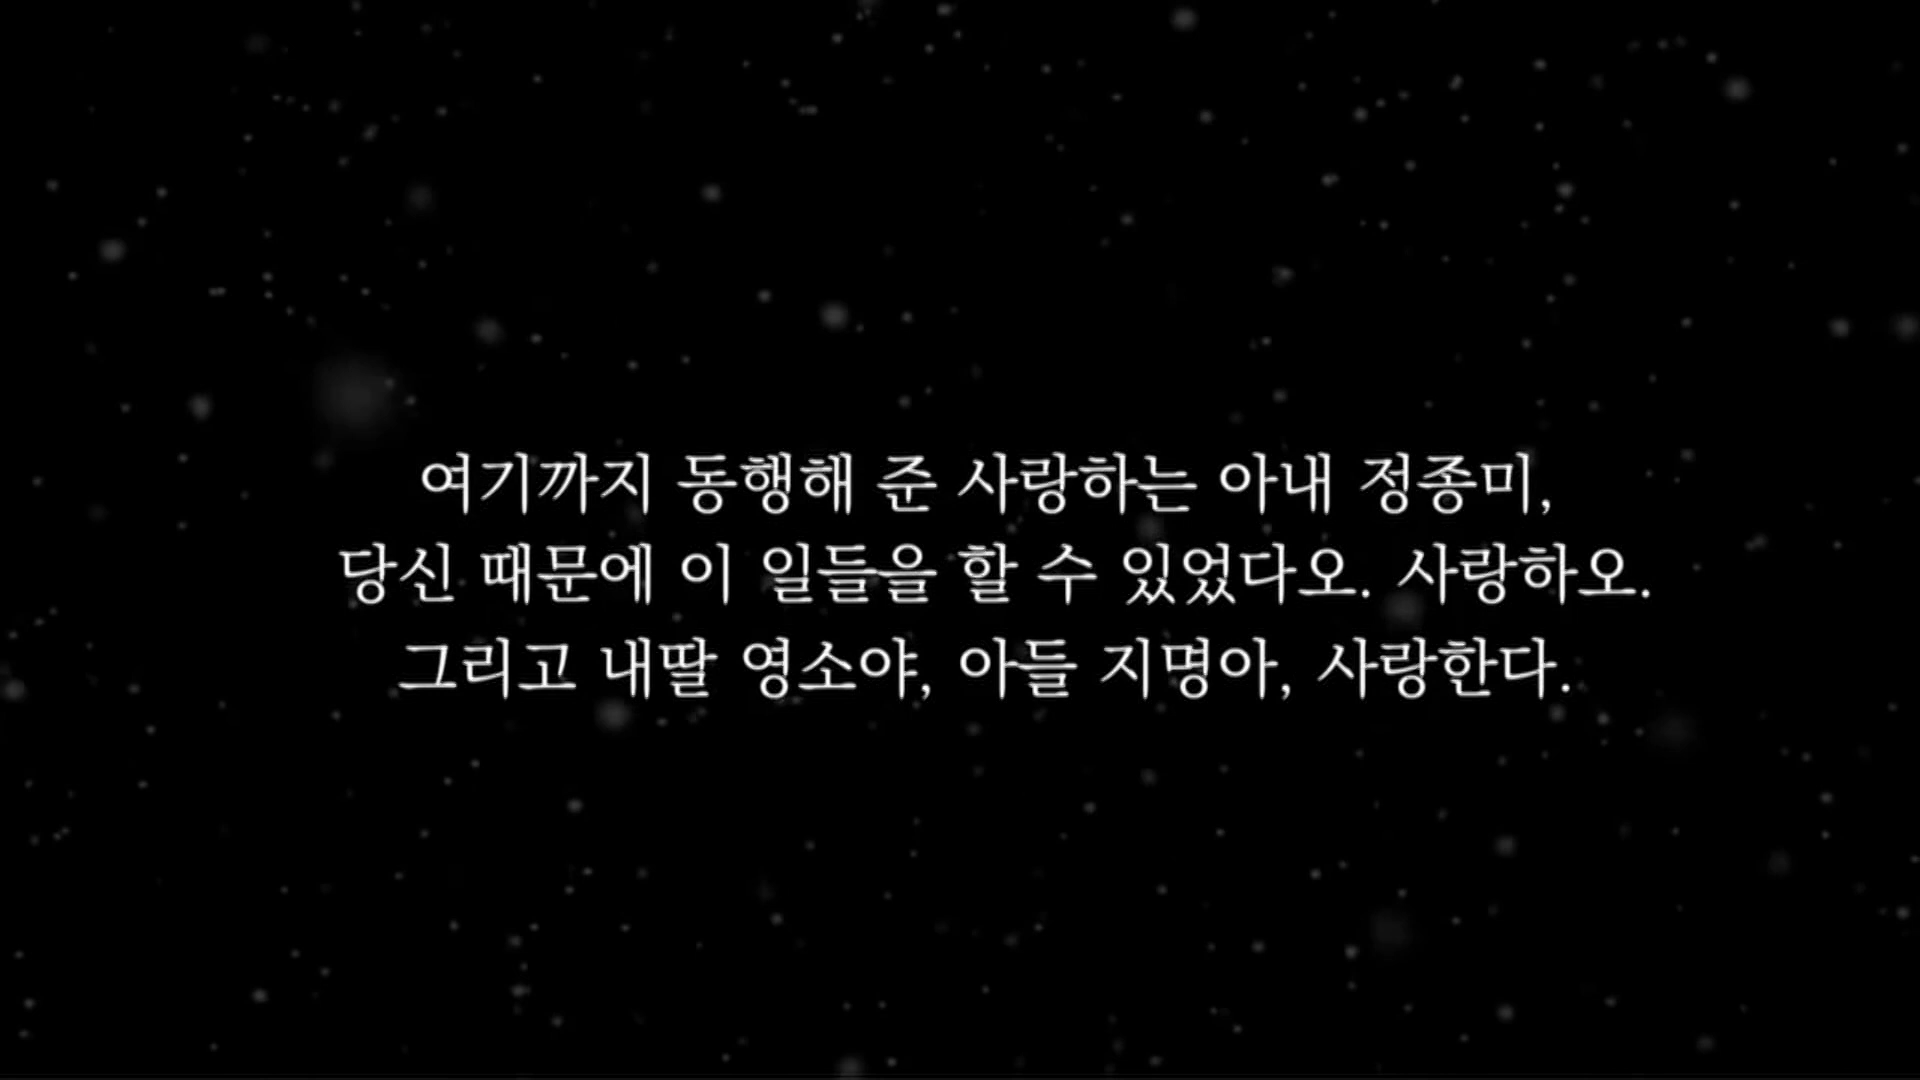 여기까지 동행해 준 사랑하는 아내 정종미,
당신 때문에 이 일들을 할 수 있었다오. 사랑하오.
그리고 내딸 영소야, 아들 지명아, 사랑한다.